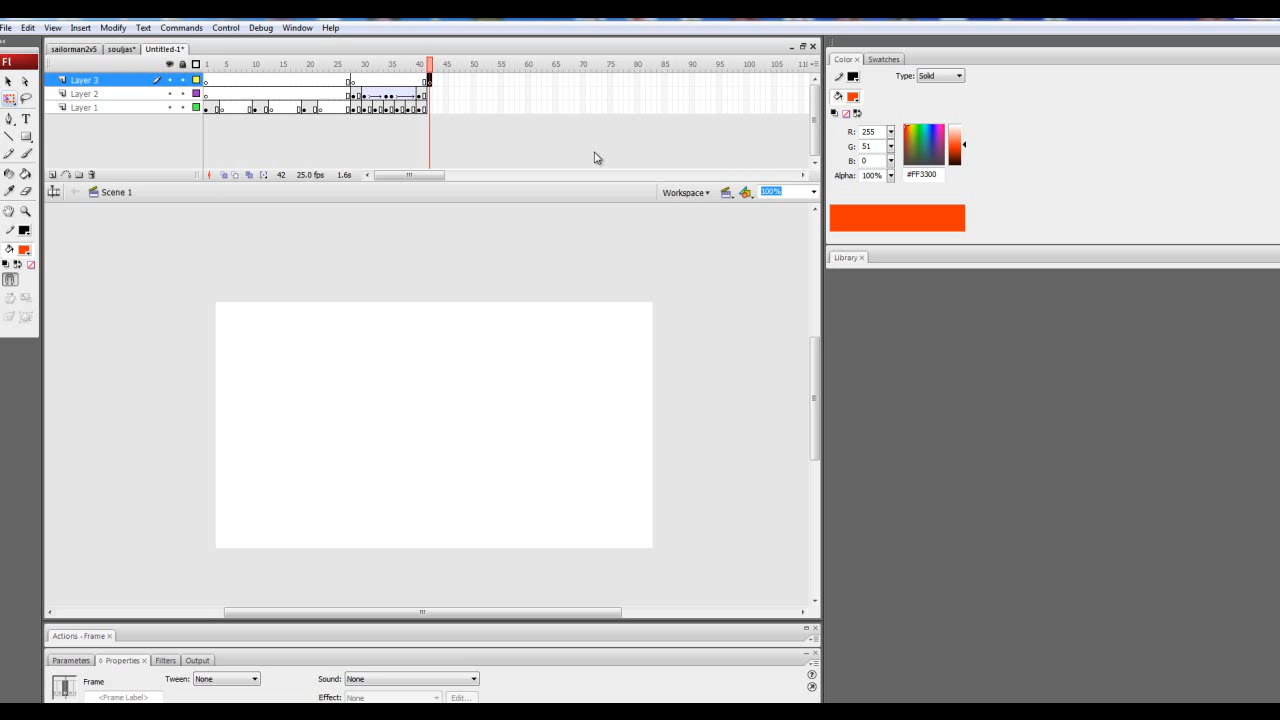 File Edit View Insert Modify Text Commands Control Debug Window Help
Fl
sailorman2v5 souljas* Untitled-1*
Color Swatches
1 5 10 15 20 25 30 35 40 45 50 55 60 65 70 75 80 85 90 95 100 105 110
Type: Solid
Layer 3
Layer 2
Layer 1
R: 255
G: 51
B: 0
Alpha: 100% #FF3300
42 25.0 fps 1.6s
Scene 1 Workspace 100%
Library
Actions - Frame
Parameters Properties Filters Output
Frame Tween: None Sound: None
<Frame Label> Effect: None Edit...